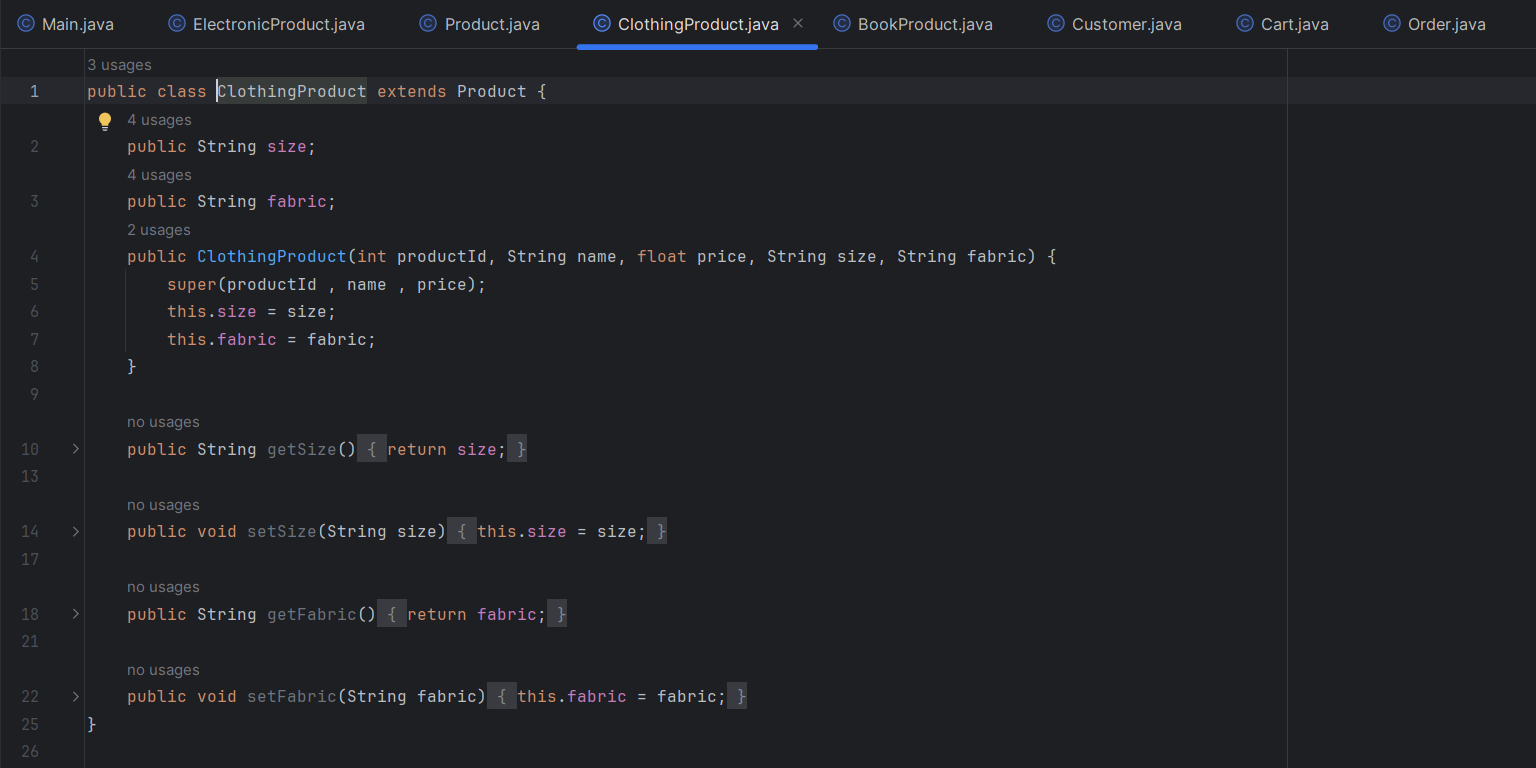 Main.java ElectronicProduct.java Product.java ClothingProduct.java BookProduct.java Customer.java Cart.java Order.java
3 usages
1 public class ClothingProduct extends Product {
4 usages
2 public String size;
4 usages
3 public String fabric;
2 usages
4 public ClothingProduct(int productId, String name, float price, String size, String fabric) {
5 super(productId , name , price);
6 this.size = size;
7 this.fabric = fabric;
8 }
9
no usages
10 public String getSize() { return size; }
13
no usages
14 public void setSize(String size) { this.size = size; }
17
no usages
18 public String getFabric() { return fabric; }
21
no usages
22 public void setFabric(String fabric) { this.fabric = fabric; }
25 }
26